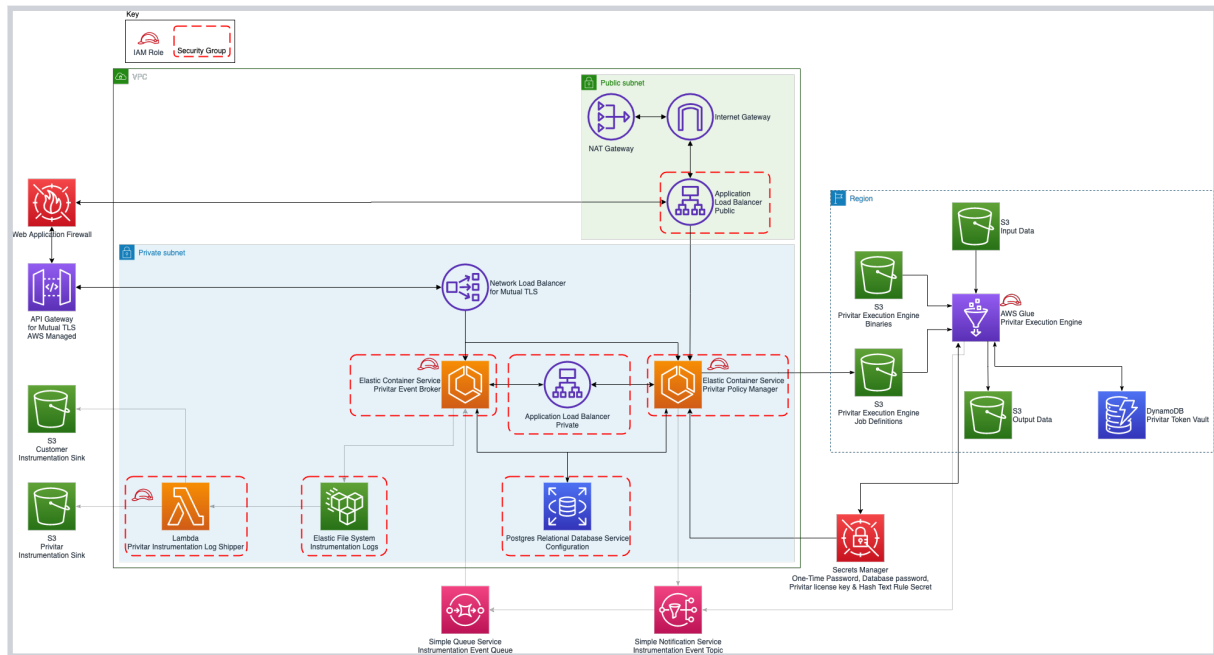 Key
IAM Role
Security Group
VPC
Public subnet
NAT Gateway
Internet Gateway
Application
Load Balancer
Public
Web Application Firewall
Region
S3
Input Data
Private subnet
Network Load Balancer
for Mutual TLS
API Gateway
for Mutual TLS
AWS Managed
S3
Privitar Execution Engine
Binaries
AWS Glue
Privitar Execution Engine
Elastic Container Service
Privitar Event Broker
Application Load Balancer
Private
Elastic Container Service
Privitar Policy Manager
S3
Privitar Execution Engine
Job Definitions
S3
Output Data
DynamoDB
Privitar Token Vault
S3
Customer
Instrumentation Sink
S3
Privitar
Instrumentation Sink
Lambda
Privitar Instrumentation Log Shipper
Elastic File System
Instrumentation Logs
Postgres Relational Database Service
Configuration
Secrets Manager
One-Time Password, Database password,
Privitar license key & Hash Text Rule Secret
Simple Queue Service
Instrumentation Event Queue
Simple Notification Service
Instrumentation Event Topic